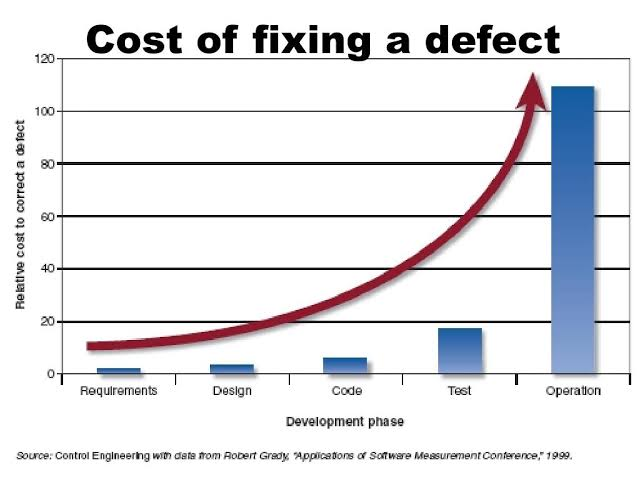 Cost of fixing a defect
120
100
80
60
40
20
0
Relative cost to correct a defect
Requirements Design Code Test Operation
Development phase
Source: Control Engineering with data from Robert Grady, "Applications of Software Measurement Conference," 1999.